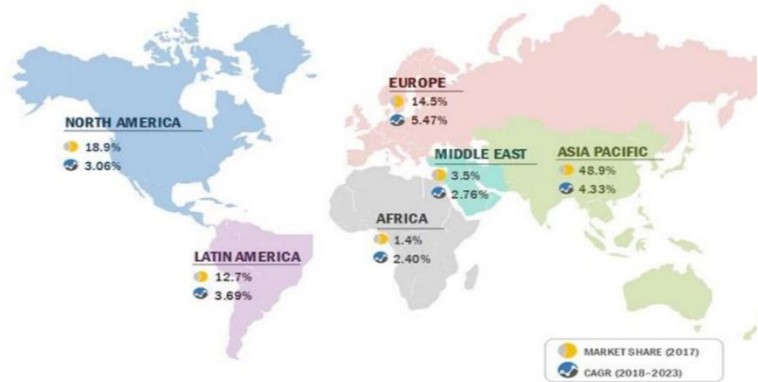 EUROPE
14.5%
5.47%
NORTH AMERICA
18.9%
3.06%
MIDDLE EAST
3.5%
2.76%
ASIA PACIFIC
48.9%
4.33%
AFRICA
1.4%
2.40%
LATIN AMERICA
12.7%
3.69%
MARKET SHARE (2017)
CAGR (2018–2023)